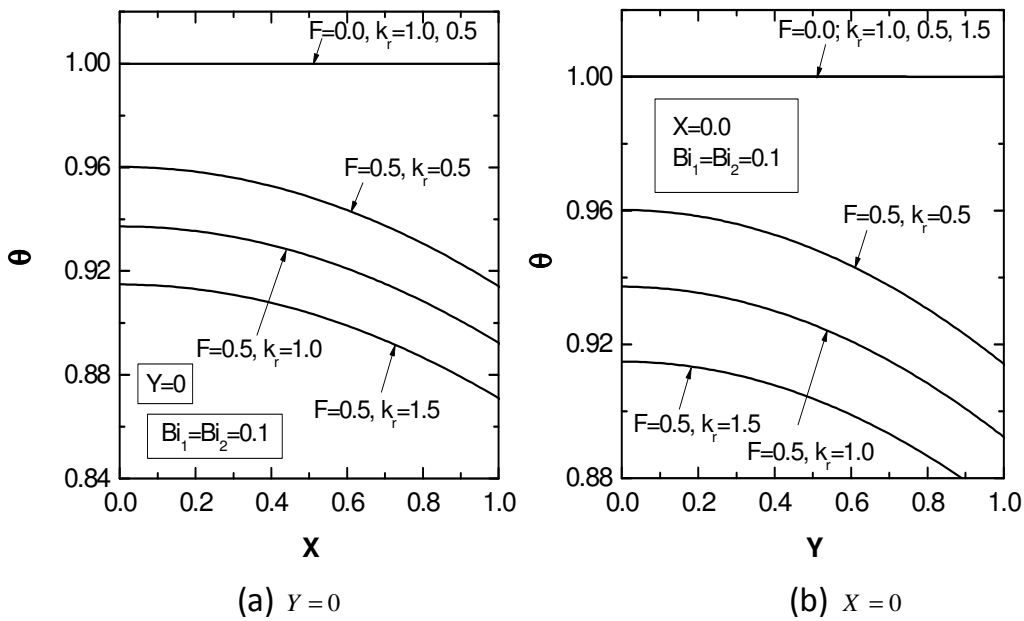 F=0.0, kᵣ=1.0, 0.5
1.00
0.96
0.92
0.88
0.84
θ
F=0.5, kᵣ=0.5
F=0.5, kᵣ=1.0
F=0.5, kᵣ=1.5
Y=0
Bi₁=Bi₂=0.1
0.0 0.2 0.4 0.6 0.8 1.0
X
(a) Y = 0
F=0.0; kᵣ=1.0, 0.5, 1.5
1.00
0.96
0.92
0.88
θ
X=0.0
Bi₁=Bi₂=0.1
F=0.5, kᵣ=0.5
F=0.5, kᵣ=1.5
F=0.5, kᵣ=1.0
0.0 0.2 0.4 0.6 0.8 1.0
Y
(b) X = 0